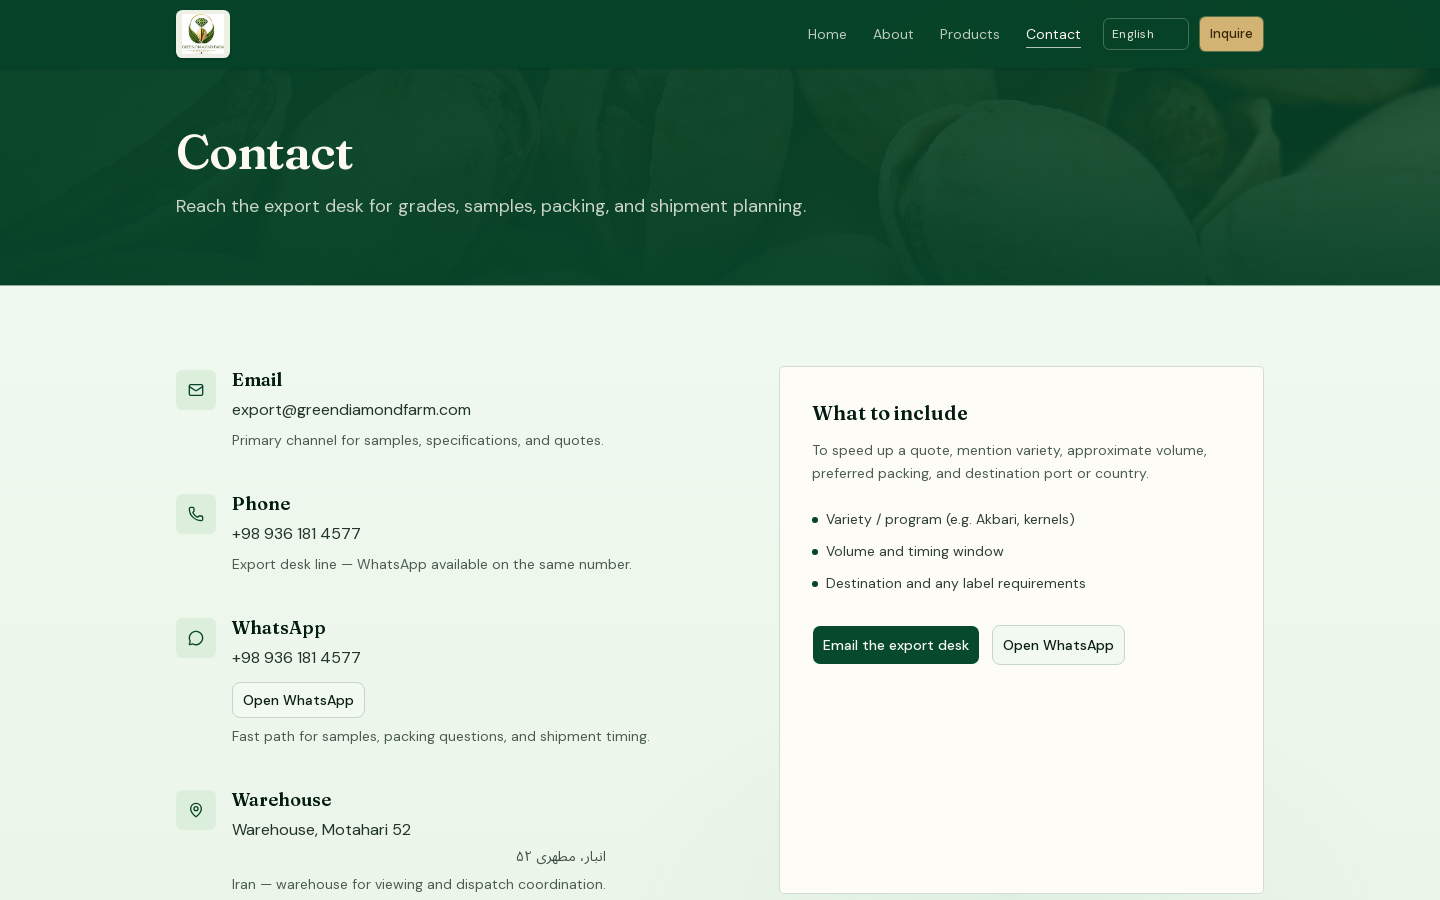 GREEN DIAMOND FARM
Home
About
Products
Contact
English
Inquire
Contact
Reach the export desk for grades, samples, packing, and shipment planning.
Email
export@greendiamondfarm.com
Primary channel for samples, specifications, and quotes.
Phone
+98 936 181 4577
Export desk line — WhatsApp available on the same number.
WhatsApp
+98 936 181 4577
Open WhatsApp
Fast path for samples, packing questions, and shipment timing.
Warehouse
Warehouse, Motahari 52
انبار، مطهری ۵۲
Iran — warehouse for viewing and dispatch coordination.
What to include
To speed up a quote, mention variety, approximate volume,
preferred packing, and destination port or country.
Variety / program (e.g. Akbari, kernels)
Volume and timing window
Destination and any label requirements
Email the export desk
Open WhatsApp